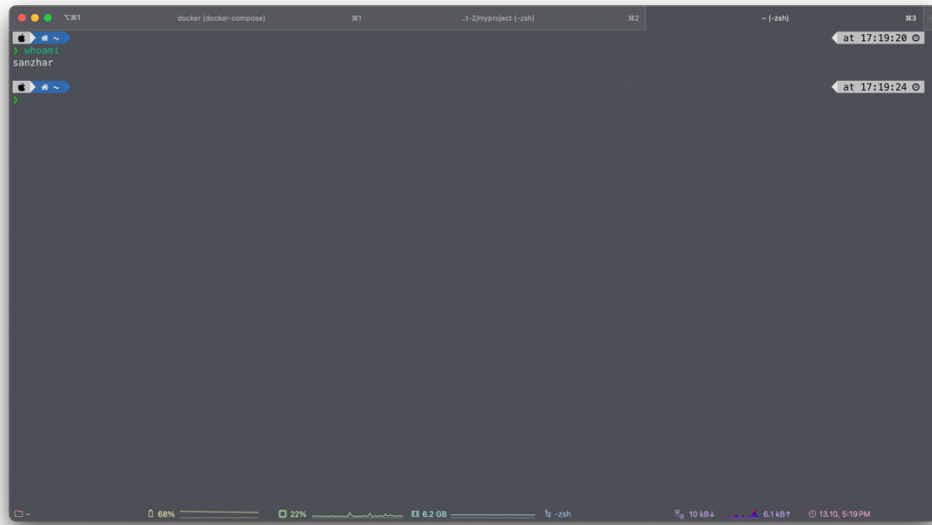 ⌥⌘1 docker (docker-compose) ⌘1 ..t-2/myproject (-zsh) ⌘2 ~ (-zsh) ⌘3
~ at 17:19:20
❯ whoami
sanzhar
~ at 17:19:24
❯
~ 68% 22% 6.2 GB -zsh 10 kB↓ 6.1 kB↑ 13.10, 5:19 PM